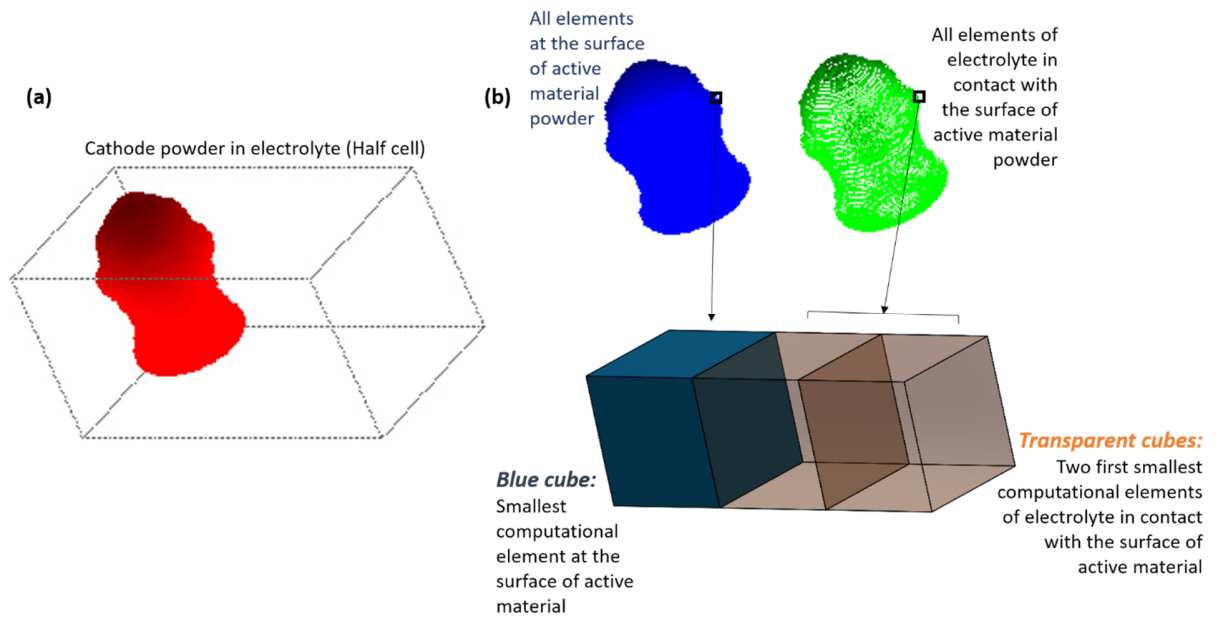 (a)
Cathode powder in electrolyte (Half cell)
(b)
All elements
at the surface
of active
material
powder
All elements of
electrolyte in
contact with
the surface of
active material
powder
Blue cube:
Smallest
computational
element at the
surface of active
material
Transparent cubes:
Two first smallest
computational elements
of electrolyte in contact
with the surface of
active material